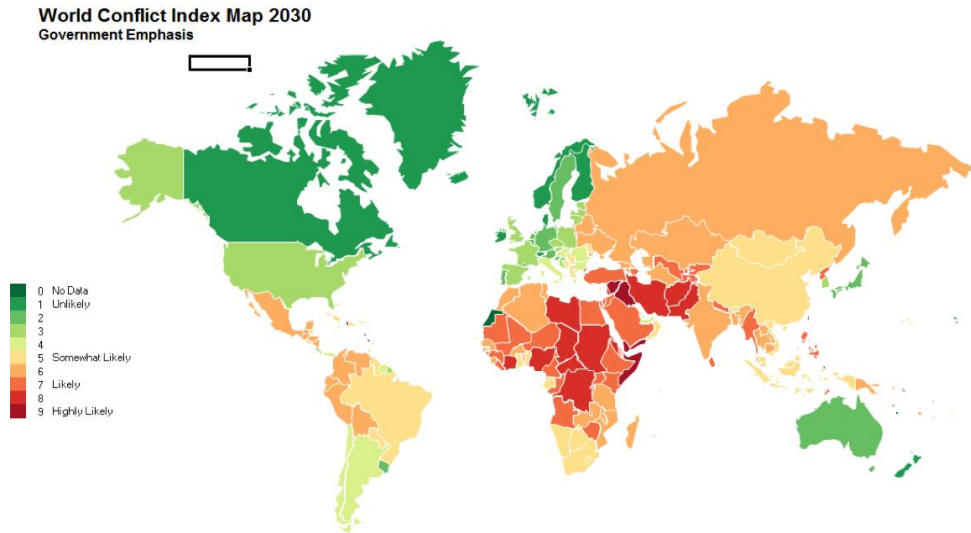 World Conflict Index Map 2030
Government Emphasis
0 No Data
1 Unlikely
2
3
4
5 Somewhat Likely
6
7 Likely
8
9 Highly Likely